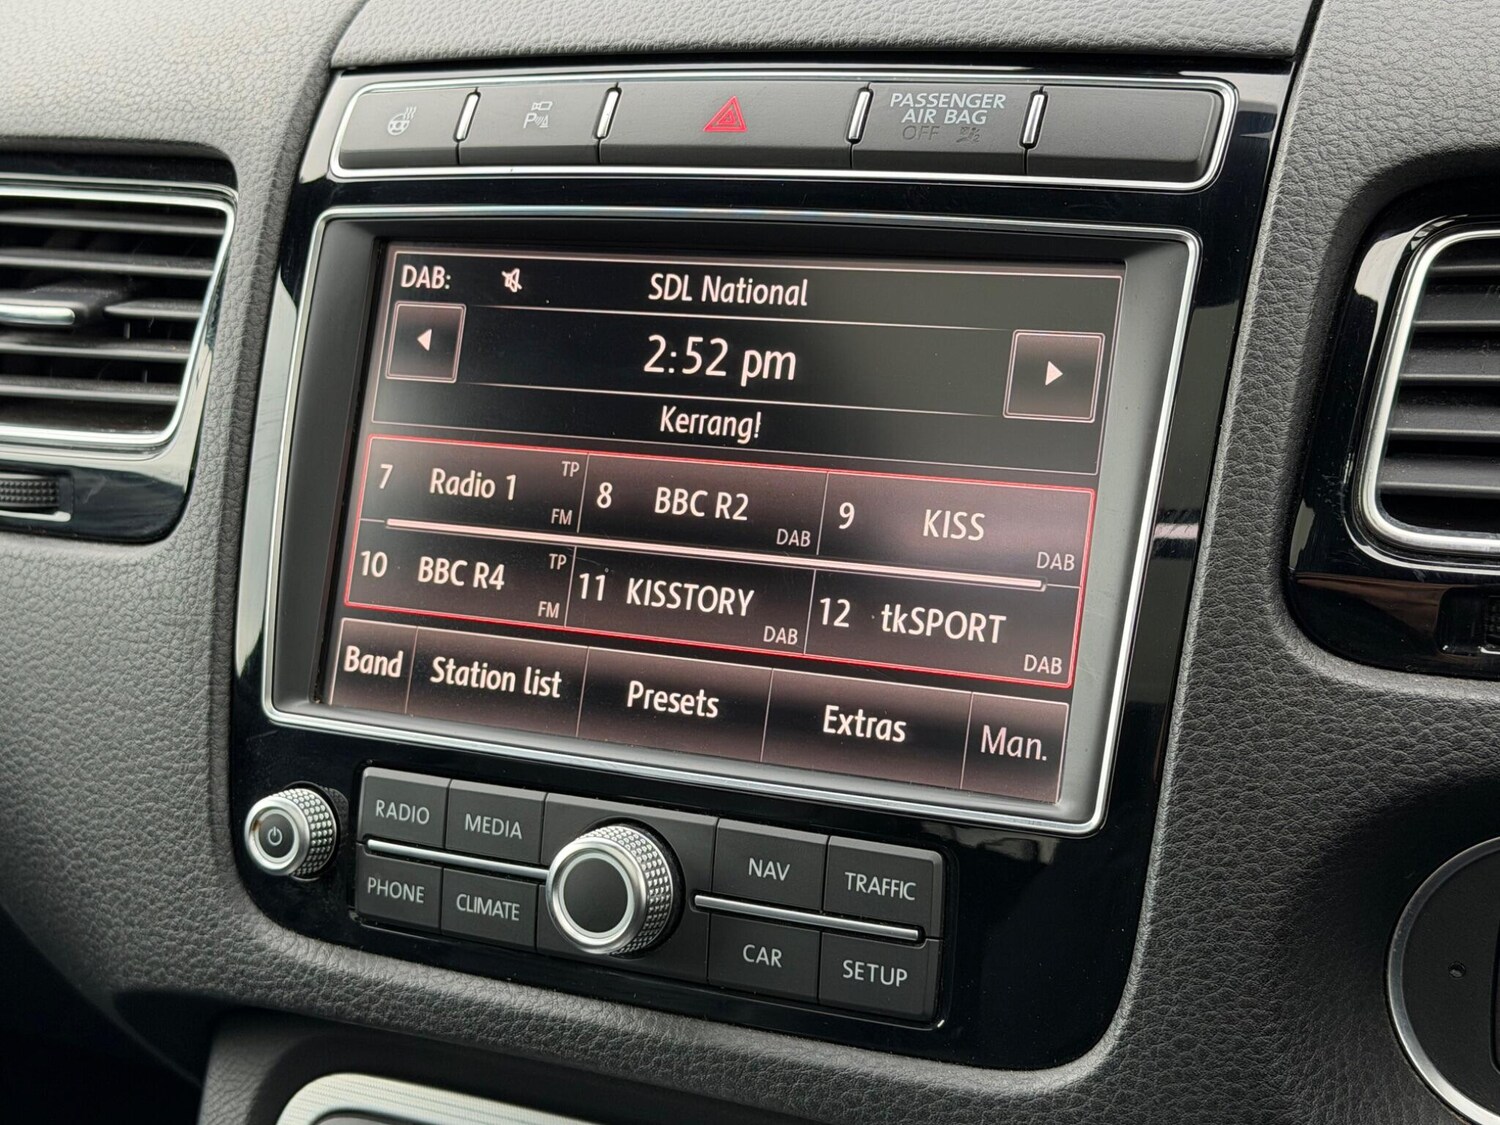 PASSENGER
AIR BAG
OFF
P
DAB:
SDL National
2:52 pm
Kerrang!
7 Radio 1 TP FM
8 BBC R2 DAB
9 KISS DAB
10 BBC R4 TP FM
11 KISSTORY DAB
12 tkSPORT DAB
Band Station list Presets Extras Man.
RADIO MEDIA NAV TRAFFIC
PHONE CLIMATE CAR SETUP